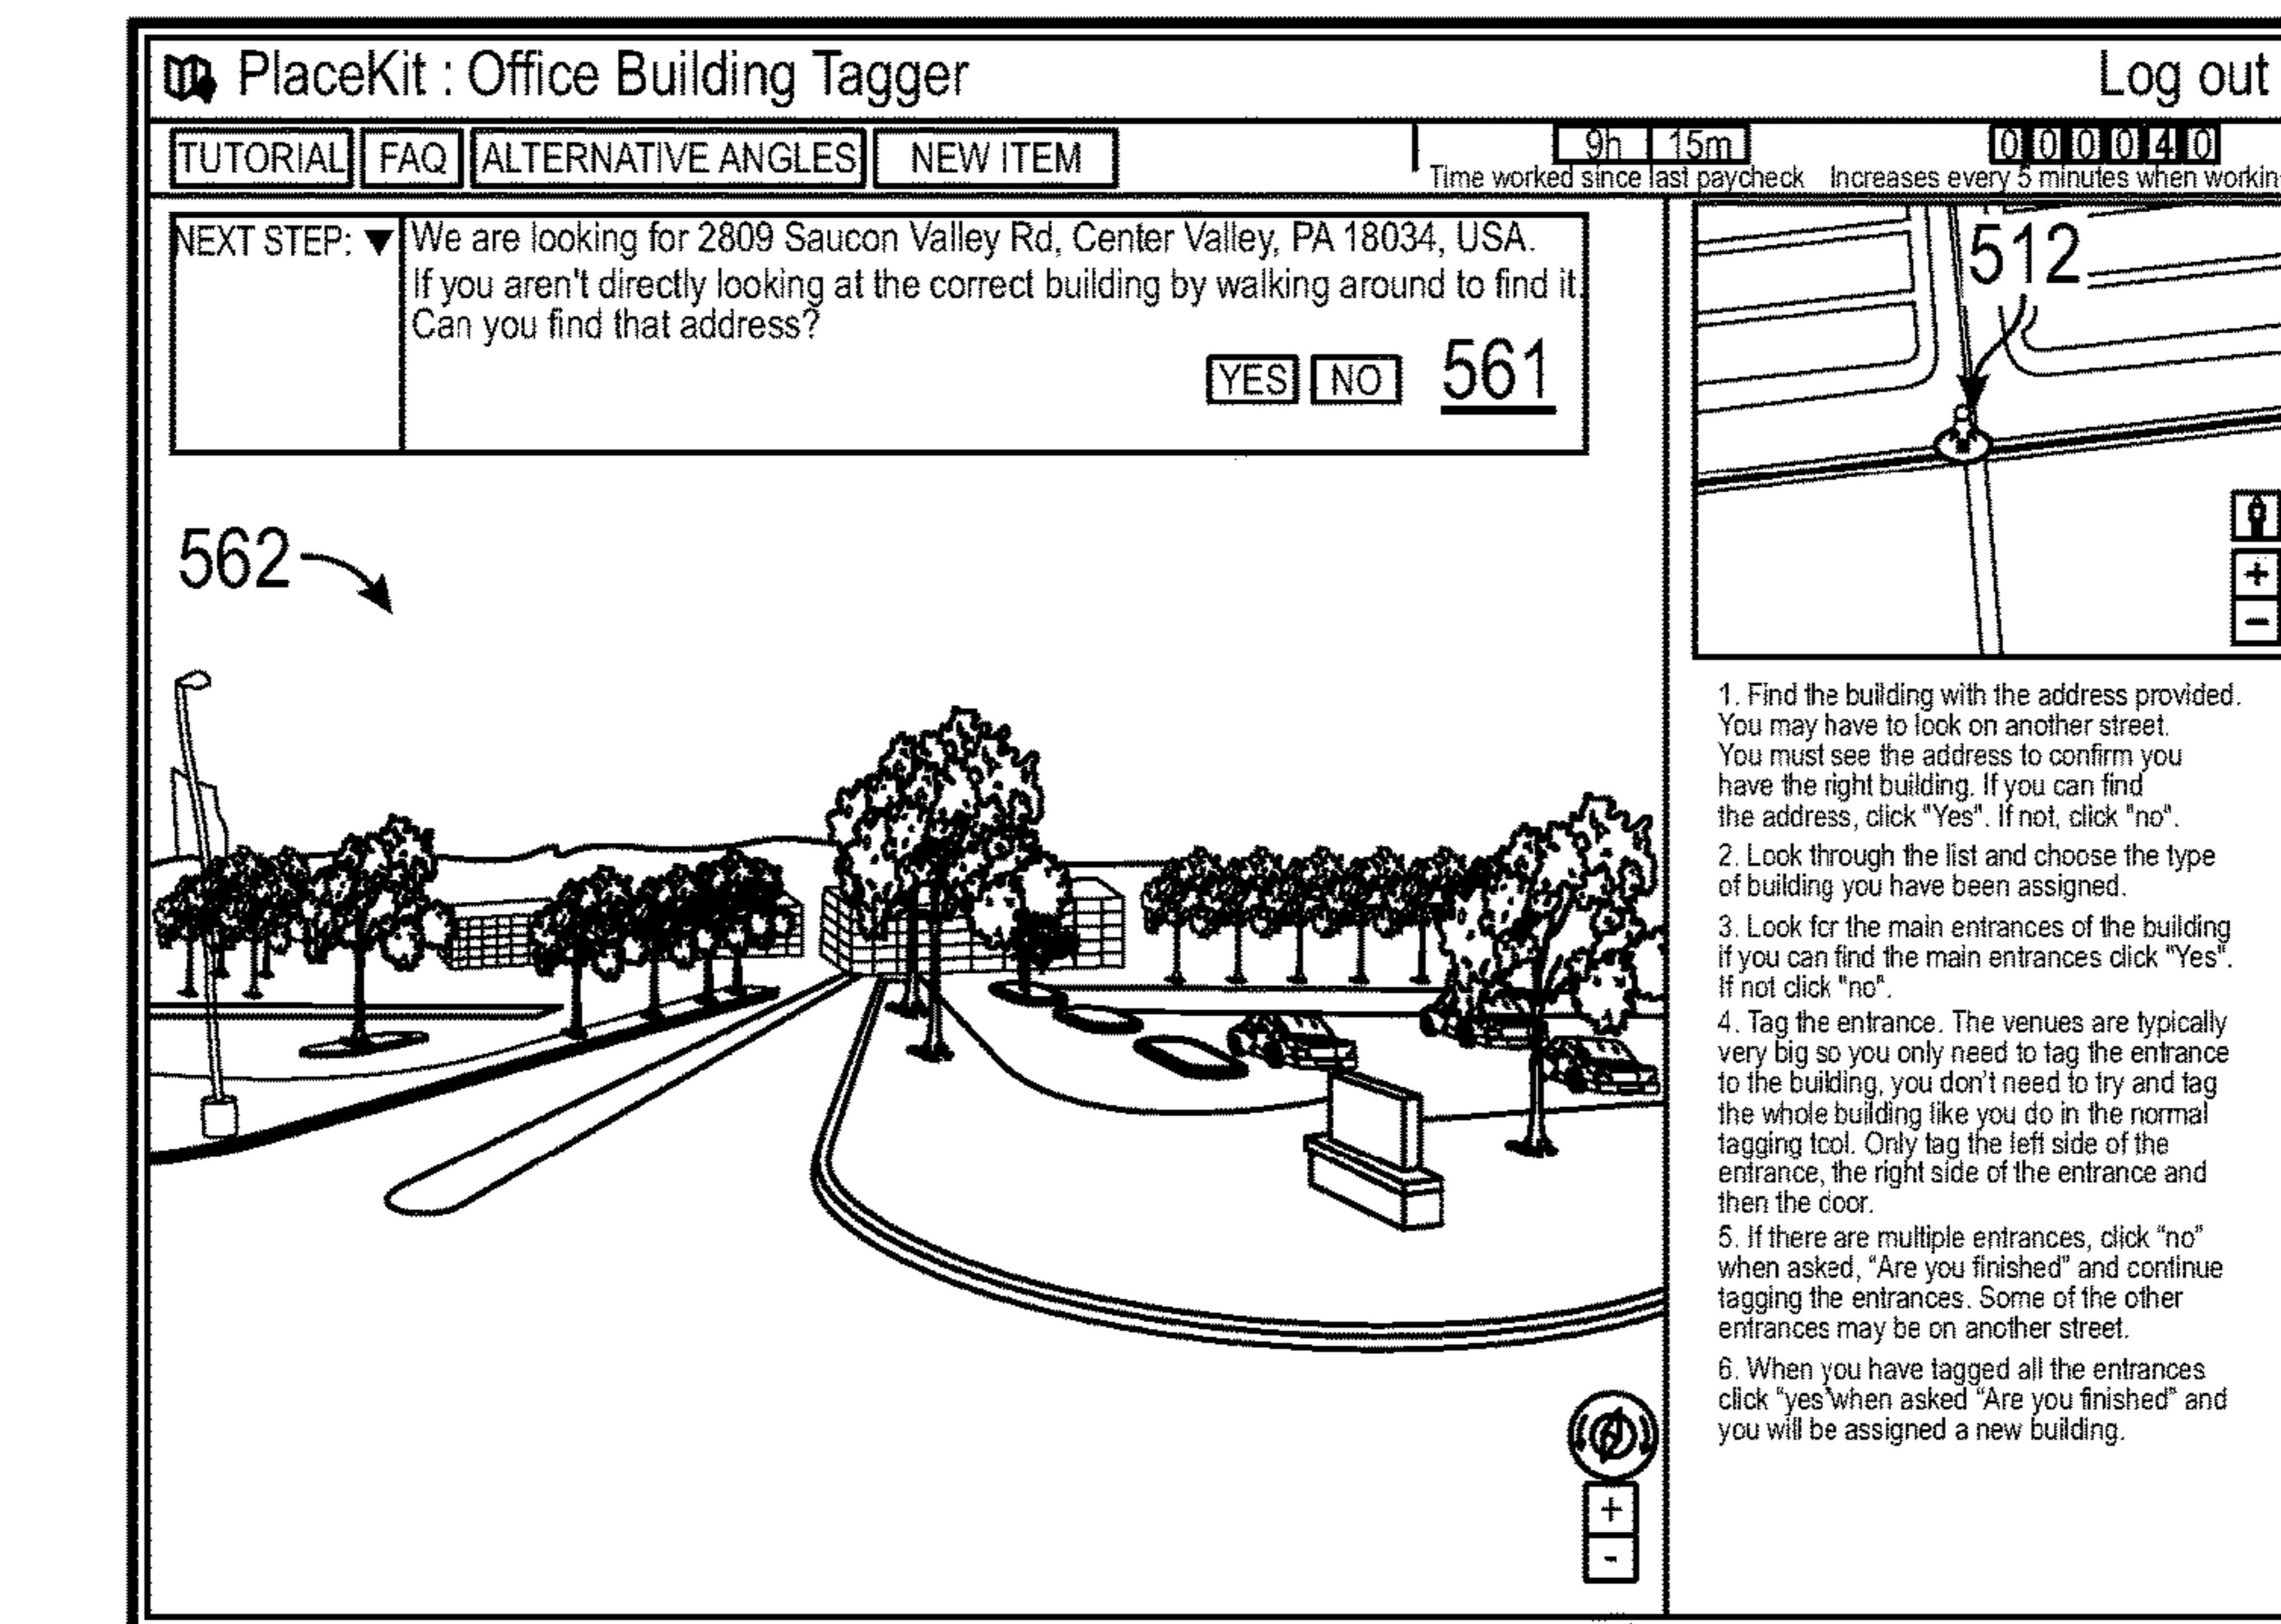 PlaceKit : Office Building Tagger
Log out
TUTORIAL
FAQ
ALTERNATIVE ANGLES
NEW ITEM
9h
15m
0 0 0 0 4 0
Time worked since last paycheck
Increases every 5 minutes when workin
NEXT STEP: ▼
We are looking for 2809 Saucon Valley Rd, Center Valley, PA 18034, USA.
If you aren't directly looking at the correct building by walking around to find it.
Can you find that address?
YES
NO
561
512
+
-
562
1. Find the building with the address provided.
You may have to look on another street.
You must see the address to confirm you
have the right building. If you can find
the address, click "Yes". If not, click "no".
2. Look through the list and choose the type
of building you have been assigned.
3. Look for the main entrances of the building
if you can find the main entrances click "Yes".
If not click "no".
4. Tag the entrance. The venues are typically
very big so you only need to tag the entrance
to the building, you don't need to try and tag
the whole building like you do in the normal
tagging tool. Only tag the left side of the
entrance, the right side of the entrance and
then the door.
5. If there are multiple entrances, click "no"
when asked, "Are you finished" and continue
tagging the entrances. Some of the other
entrances may be on another street.
6. When you have tagged all the entrances
click "yes"when asked "Are you finished" and
you will be assigned a new building.
+
-